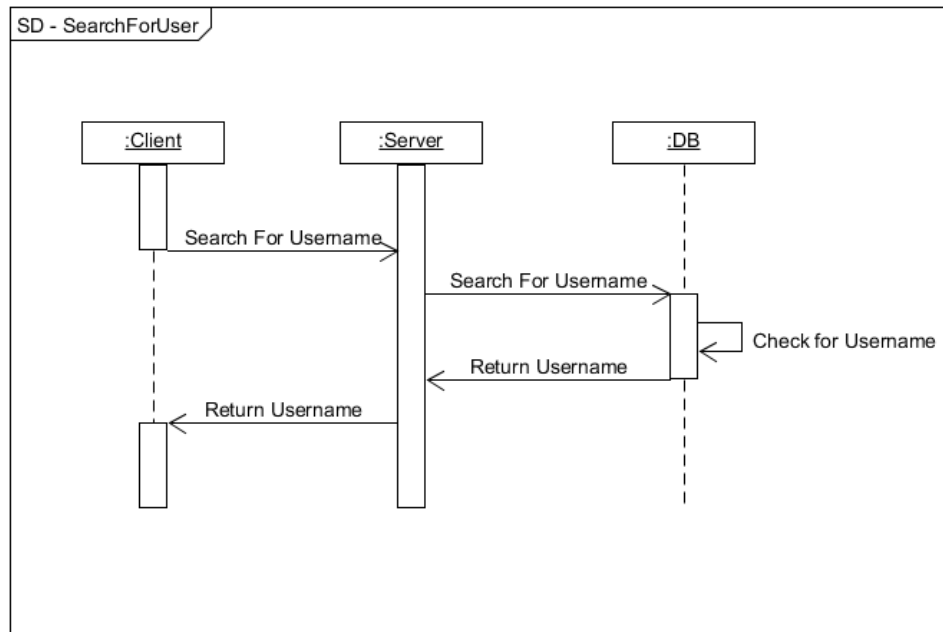 SD - SearchForUser
:Client
:Server
:DB
Search For Username
Search For Username
Check for Username
Return Username
Return Username